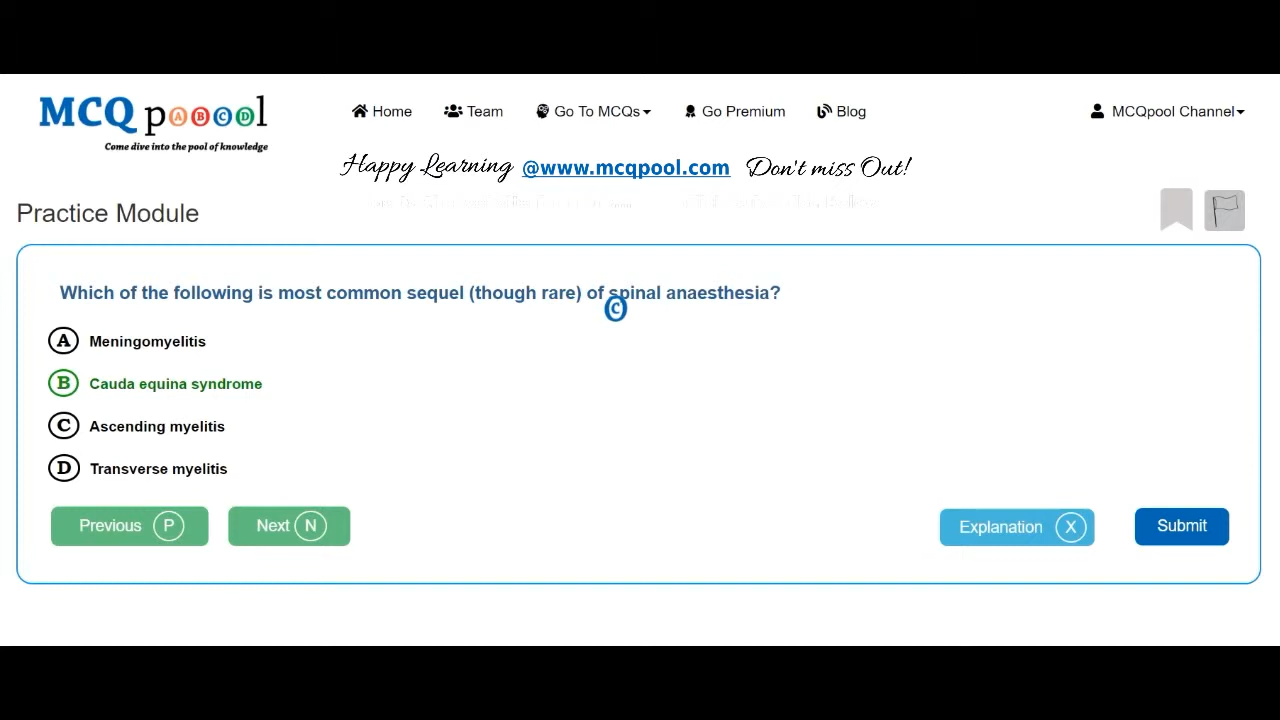 MCQ pABCDl
Come dive into the pool of knowledge
Home Team Go To MCQs Go Premium Blog MCQpool Channel
Happy Learning @www.mcqpool.com Don't miss Out!
Practice Module
Which of the following is most common sequel (though rare) of spinal anaesthesia?
C
A Meningomyelitis
B Cauda equina syndrome
C Ascending myelitis
D Transverse myelitis
Previous P Next N Explanation X Submit